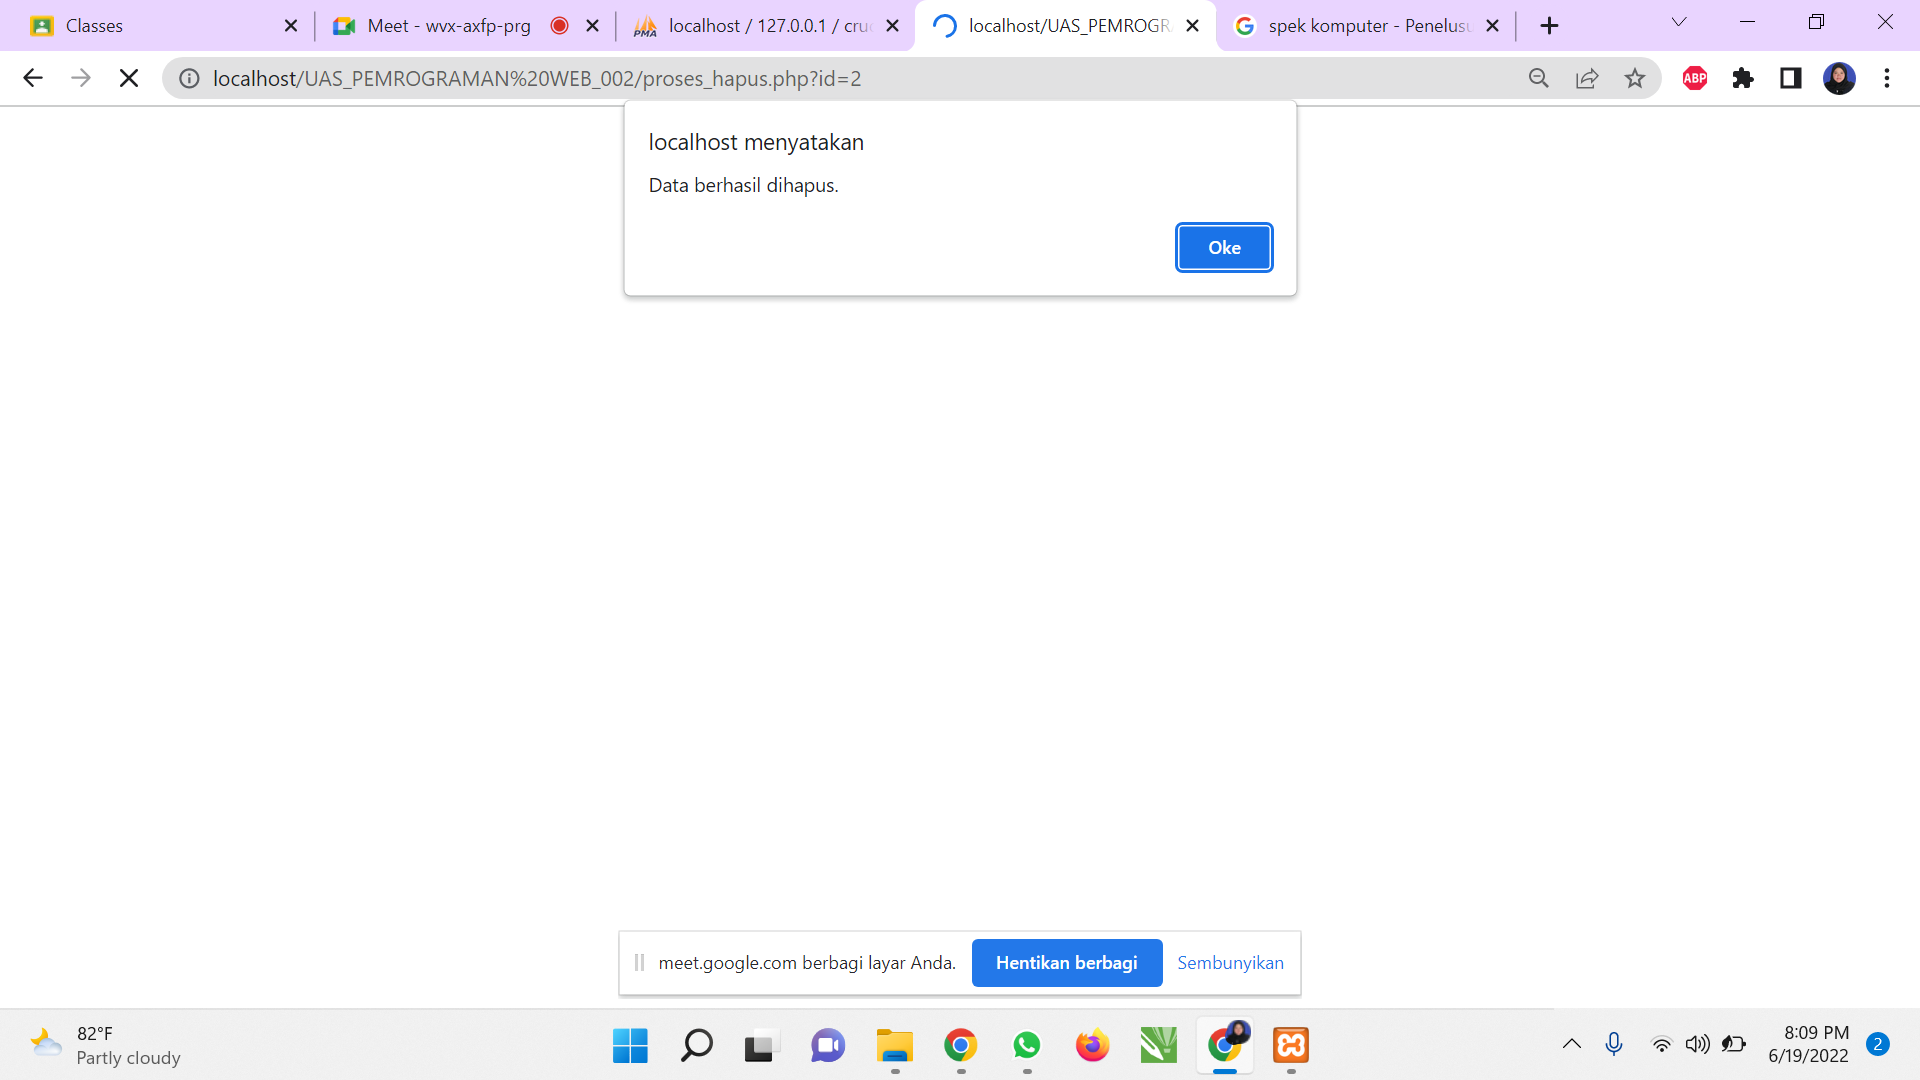 Classes
Meet - wvx-axfp-prg
localhost / 127.0.0.1 / cru
localhost/UAS_PEMROGR
spek komputer - Penelusu
localhost/UAS_PEMROGRAMAN%20WEB_002/proses_hapus.php?id=2
ABP
localhost menyatakan
Data berhasil dihapus.
Oke
meet.google.com berbagi layar Anda.
Hentikan berbagi
Sembunyikan
82°F
Partly cloudy
8:09 PM
6/19/2022
2
PMA